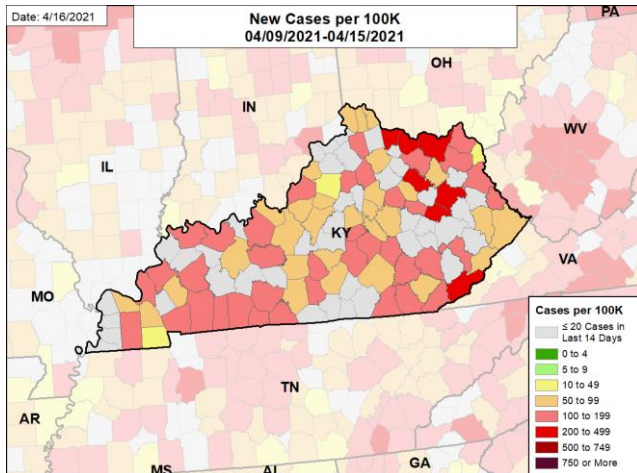 Date: 4/16/2021
New Cases per 100K
04/09/2021-04/15/2021
PA
OH
IN
WV
IL
KY
VA
MO
TN
AR
MS
AL
GA
Cases per 100K
≤ 20 Cases in
Last 14 Days
0 to 4
5 to 9
10 to 49
50 to 99
100 to 199
200 to 499
500 to 749
750 or More